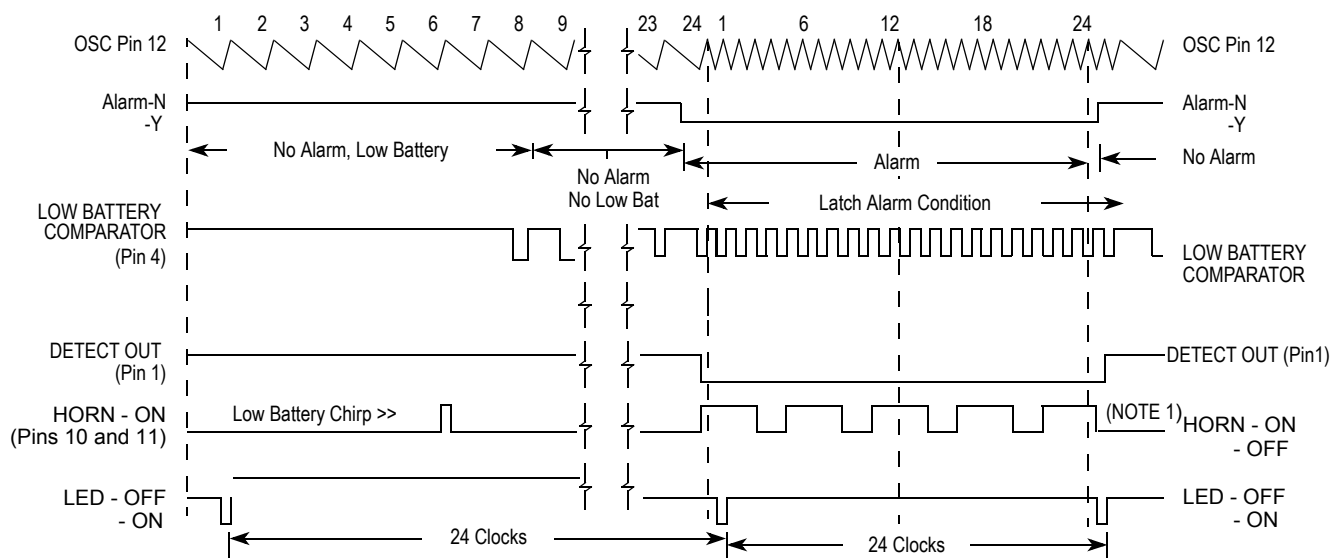 1 2 3 4 5 6 7 8 9 23 24 1 6 12 18 24
OSC Pin 12
OSC Pin 12
Alarm-N
-Y
Alarm-N
-Y
No Alarm, Low Battery
No Alarm
No Low Bat
Alarm
No Alarm
Latch Alarm Condition
LOW BATTERY
COMPARATOR
(Pin 4)
LOW BATTERY
COMPARATOR
DETECT OUT
(Pin 1)
DETECT OUT (Pin1)
HORN - ON
(Pins 10 and 11)
Low Battery Chirp >>
(NOTE 1)
HORN - ON
- OFF
LED - OFF
- ON
LED - OFF
- ON
24 Clocks
24 Clocks